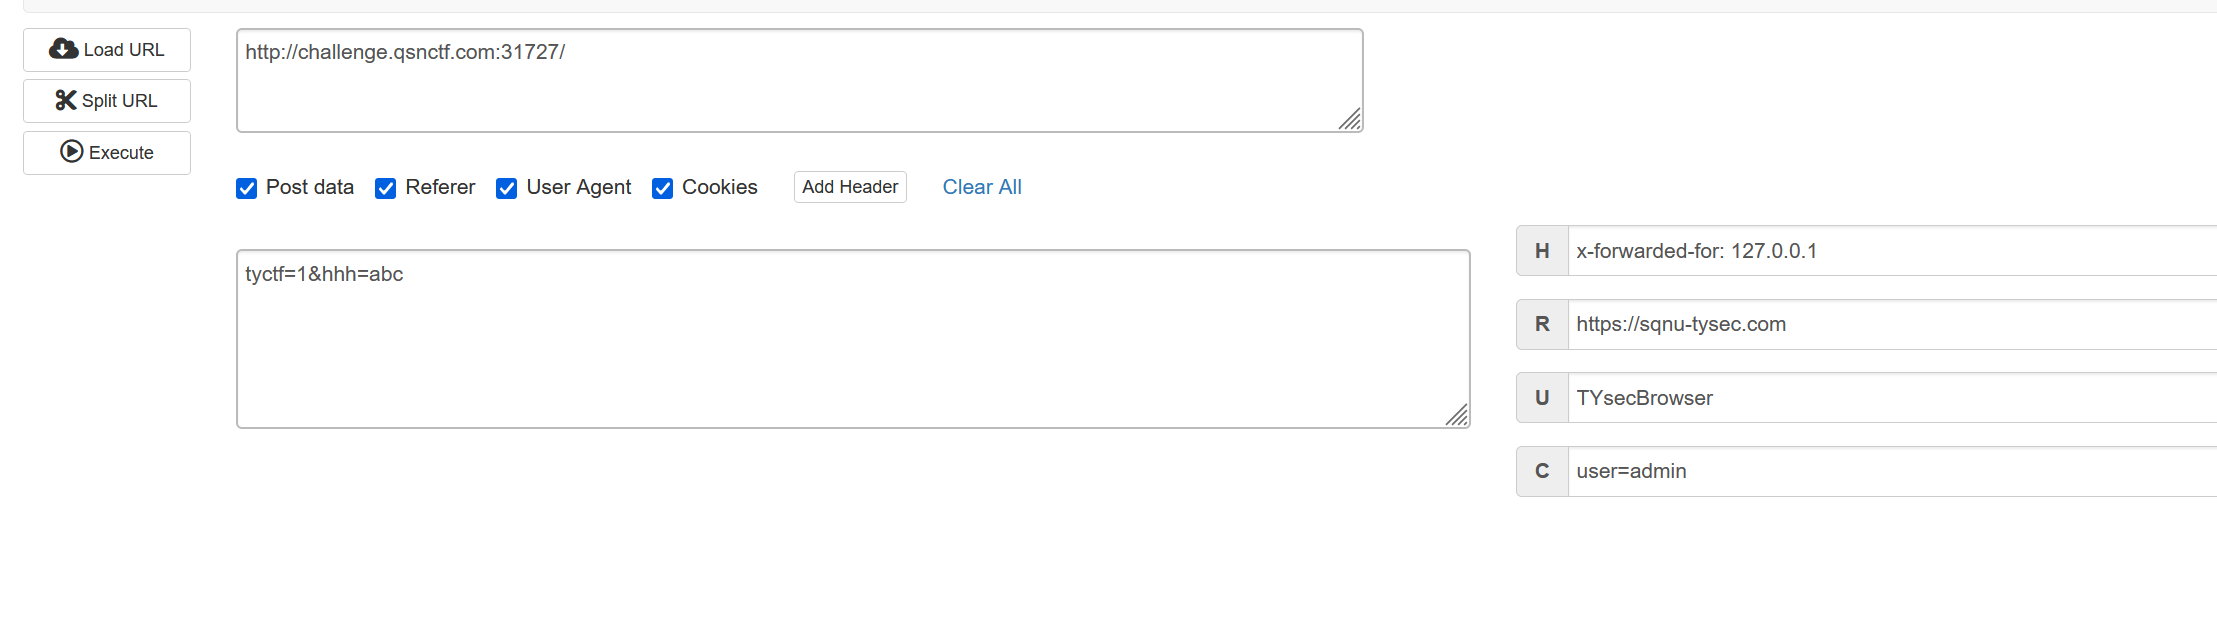 Load URL
http://challenge.qsnctf.com:31727/
Split URL
Execute
Post data Referer User Agent Cookies Add Header Clear All
tyctf=1&hhh=abc
H x-forwarded-for: 127.0.0.1
R https://sqnu-tysec.com
U TYsecBrowser
C user=admin